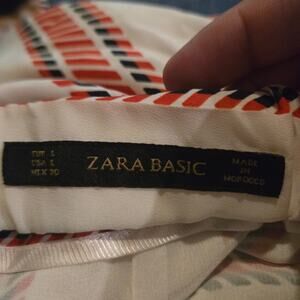 EUR L
USA L
MEX 30
ZARA BASIC
MADE
IN
MOROCCO